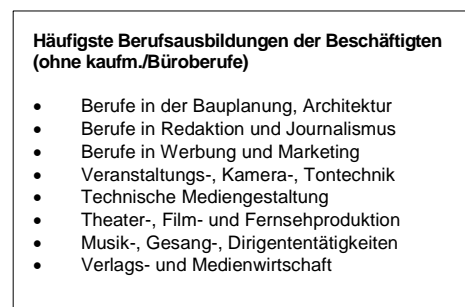 Häufigste Berufsausbildungen der Beschäftigten
(ohne kaufm./Büroberufe)
• Berufe in der Bauplanung, Architektur
• Berufe in Redaktion und Journalismus
• Berufe in Werbung und Marketing
• Veranstaltungs-, Kamera-, Tontechnik
• Technische Mediengestaltung
• Theater-, Film- und Fernsehproduktion
• Musik-, Gesang-, Dirigententätigkeiten
• Verlags- und Medienwirtschaft